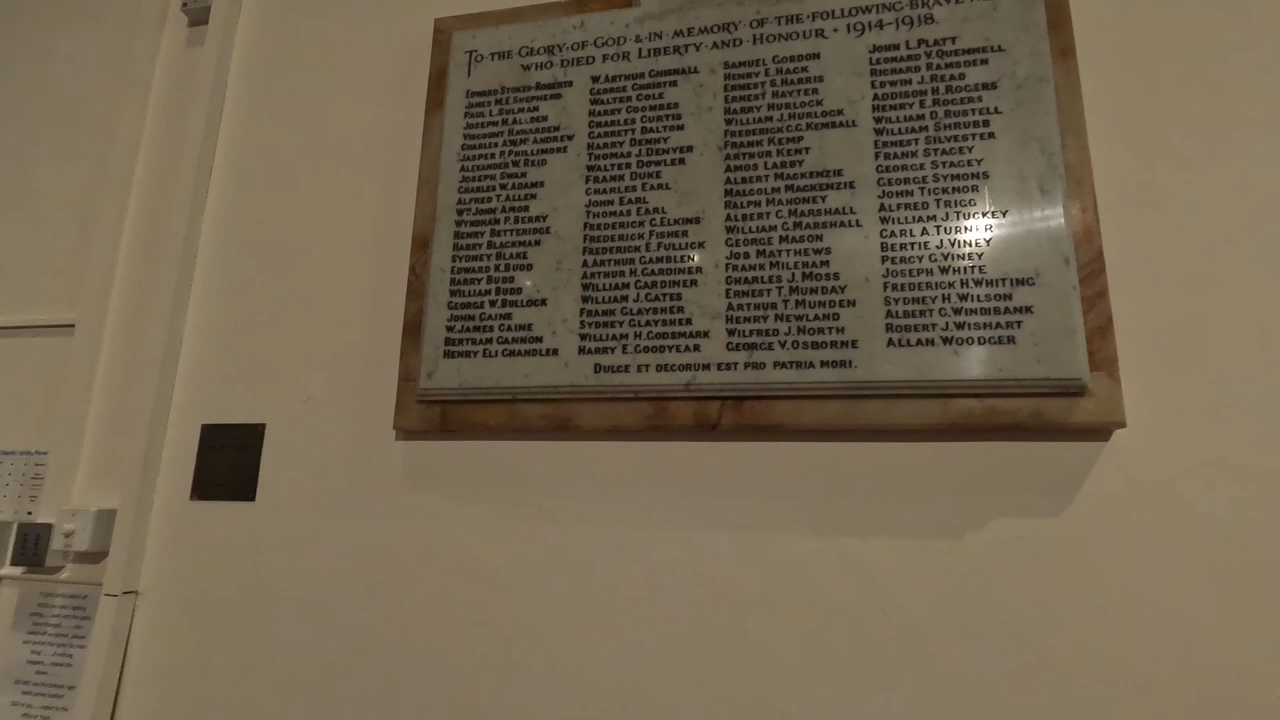 TO·THE·GLORY·OF·GOD·&·IN·MEMORY·OF·THE·FOLLOWING·BRAVE
WHO·DIED FOR LIBERTY·AND·HONOUR·1914-1918.
EDWARD STOKES-ROBERTS
JAMES M.E.SHEPHERD
PAUL L.SULMAN
JOSEPH H.ALLDEN
VISCOUNT HAWARDEN
CHARLES A.W.Mc ANDREW
JASPER P.PHILLIMORE
ALEXANDER W.REID
JOSEPH SWAN
CHARLES W.ADAMS
ALFRED T.ALLEN
Wm JOHN AMOR
WYNDHAM P.BERRY
HENRY BETTERIDGE
HARRY BLACKMAN
SYDNEY BLAKE
EDWARD K.BUDD
HARRY BUDD
WILLIAM BUDD
GEORGE W.BULLOCK
JOHN CAINE
W.JAMES CAINE
BERTRAM CANNON
HENRY ELI CHANDLER
W.ARTHUR CHISNALL
GEORGE CHRISTIE
WALTER COLE
HARRY COOMBES
CHARLES CURTIS
GARRETT DALTON
HARRY DENNY
THOMAS J.DENYER
WALTER DOWLER
FRANK DUKE
CHARLES EARL
JOHN EARL
THOMAS EARL
FREDERICK G.ELKINS
FREDERICK FISHER
FREDERICK E.FULLICK
A.ARTHUR GAMBLEN
ARTHUR H.GARDINER
WILLIAM GARDINER
WILLIAM J.GATES
FRANK GLAYSHER
SYDNEY GLAYSHER
WILLIAM H.GODSMARK
HARRY E.GOODYEAR
SAMUEL GORDON
HENRY E.HACK
ERNEST S.HARRIS
ERNEST HAYTER
HARRY HURLOCK
WILLIAM J.HURLOCK
FREDERICK C.G.KEMBALL
FRANK KEMP
ARTHUR KENT
AMOS LARBY
ALBERT MACKENZIE
MALCOLM MACKENZIE
RALPH MAHONEY
ALBERT C.MARSHALL
WILLIAM G.MARSHALL
GEORGE MASON
JOB MATTHEWS
FRANK MILEHAM
CHARLES J.MOSS
ERNEST T.MUNDAY
ARTHUR T.MUNDEN
HENRY NEWLAND
WILFRED J.NORTH
GEORGE V.OSBORNE
JOHN L.PLATT
LEONARD V.QUENNELL
RICHARD RAMSDEN
EDWIN J.READ
ADDISON H.ROGERS
HENRY E.ROGERS
WILLIAM D.RUSTELL
WILLIAM SHRUBB
ERNEST SILVESTER
FRANK STACEY
GEORGE STACEY
GEORGE SYMONS
JOHN TICKNOR
ALFRED TRIGG
WILLIAM J.TUCKEY
CARL A.TURNER
BERTIE J.VINEY
PERCY G.VINEY
JOSEPH WHITE
FREDERICK H.WHITING
SYDNEY H.WILSON
ALBERT C.WINDIBANK
ROBERT J.WISHART
ALLAN WOODGER
DULCE ET DECORUM EST PRO PATRIA MORI.